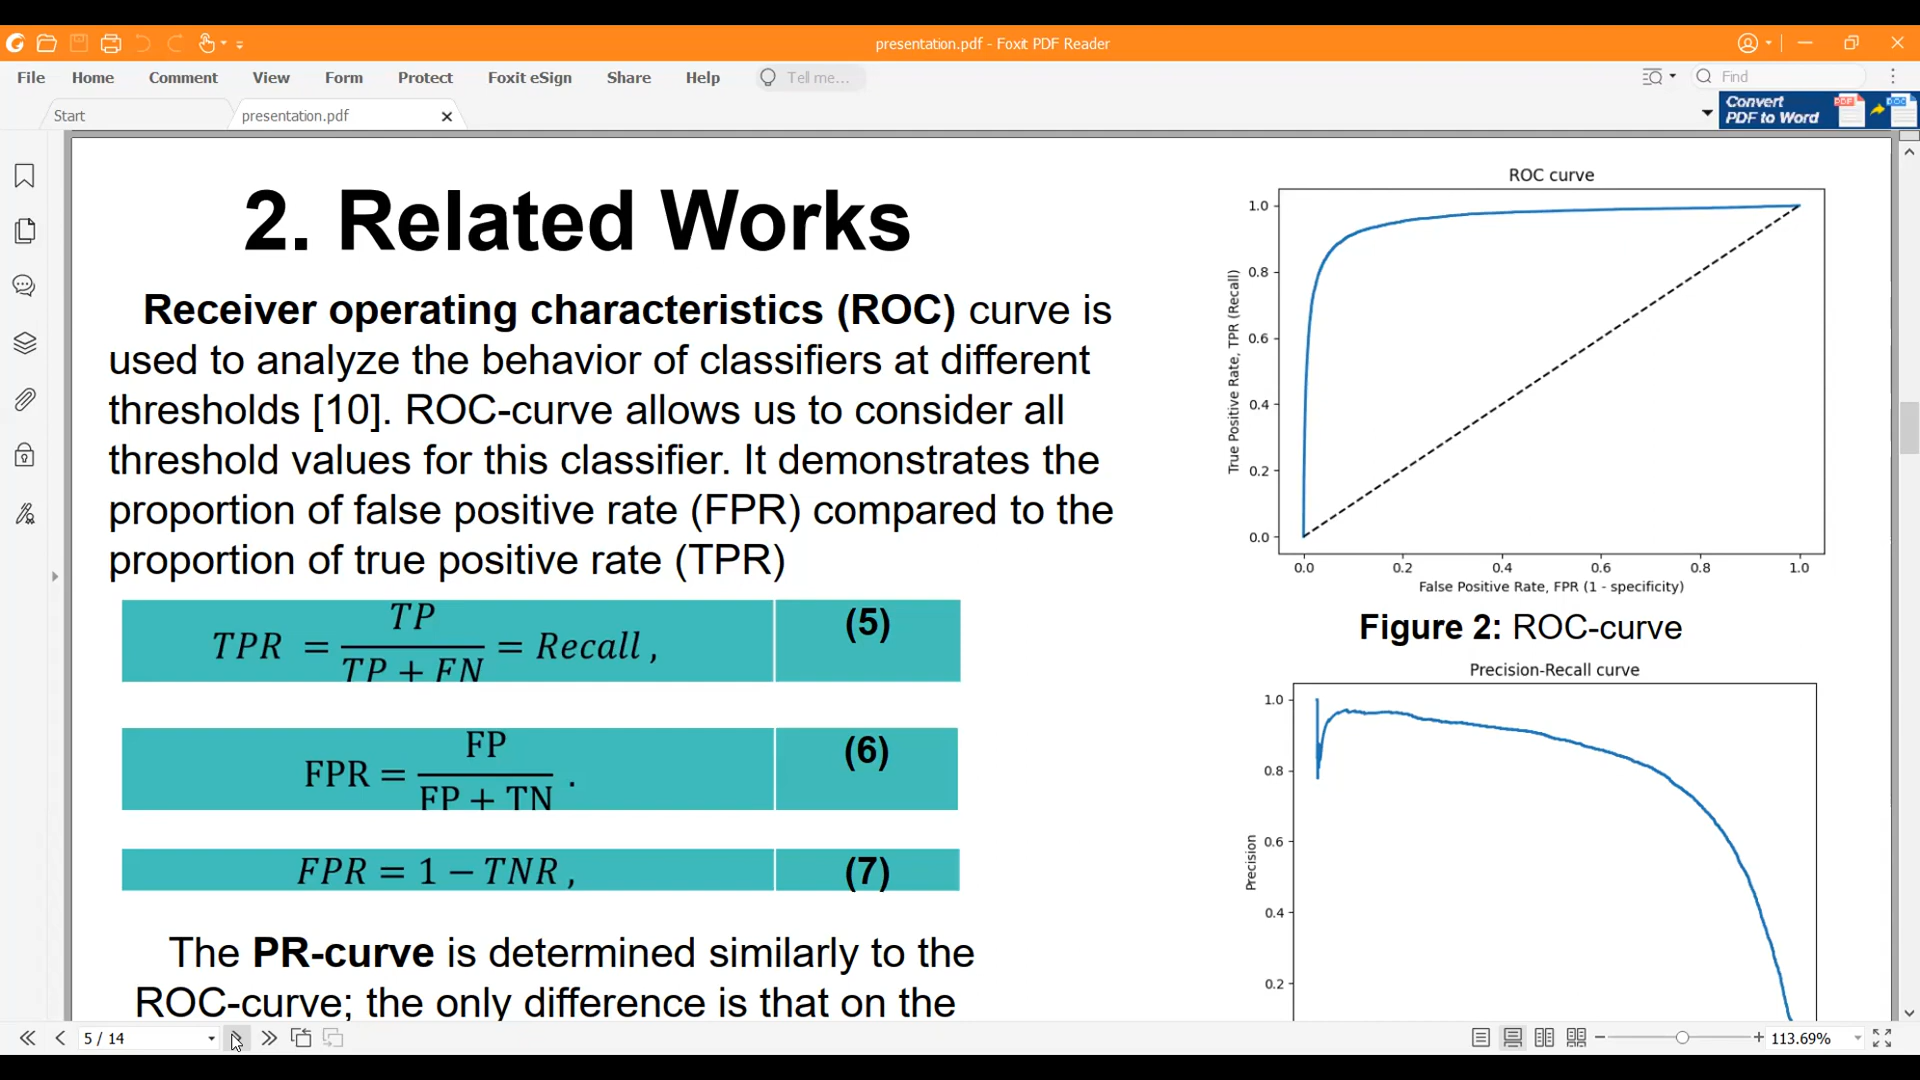 presentation.pdf - Foxit PDF Reader
File Home Comment View Form Protect Foxit eSign Share Help Tell me... Find
Start presentation.pdf
Convert
PDF to Word
PDF DOC
2. Related Works
Receiver operating characteristics (ROC) curve is
used to analyze the behavior of classifiers at different
thresholds [10]. ROC-curve allows us to consider all
threshold values for this classifier. It demonstrates the
proportion of false positive rate (FPR) compared to the
proportion of true positive rate (TPR)
TPR = TP / TP + FN = Recall , (5)
FPR = FP / FP + TN . (6)
FPR = 1 − TNR , (7)
The PR-curve is determined similarly to the
ROC-curve; the only difference is that on the
ROC curve
True Positive Rate, TPR (Recall)
1.0
0.8
0.6
0.4
0.2
0.0
0.0 0.2 0.4 0.6 0.8 1.0
False Positive Rate, FPR (1 - specificity)
Figure 2: ROC-curve
Precision-Recall curve
Precision
1.0
0.8
0.6
0.4
0.2
5 / 14
113.69%